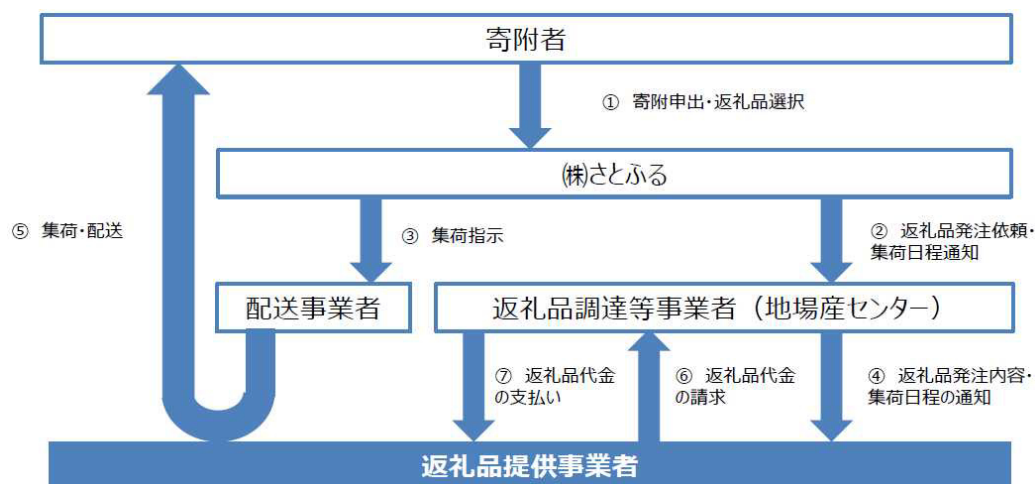 寄附者
① 寄附申出・返礼品選択
㈱さとふる
⑤ 集荷・配送
③ 集荷指示
② 返礼品発注依頼・
集荷日程通知
配送事業者
返礼品調達等事業者（地場産センター）
⑦ 返礼品代金
の支払い
⑥ 返礼品代金
の請求
④ 返礼品発注内容・
集荷日程の通知
返礼品提供事業者